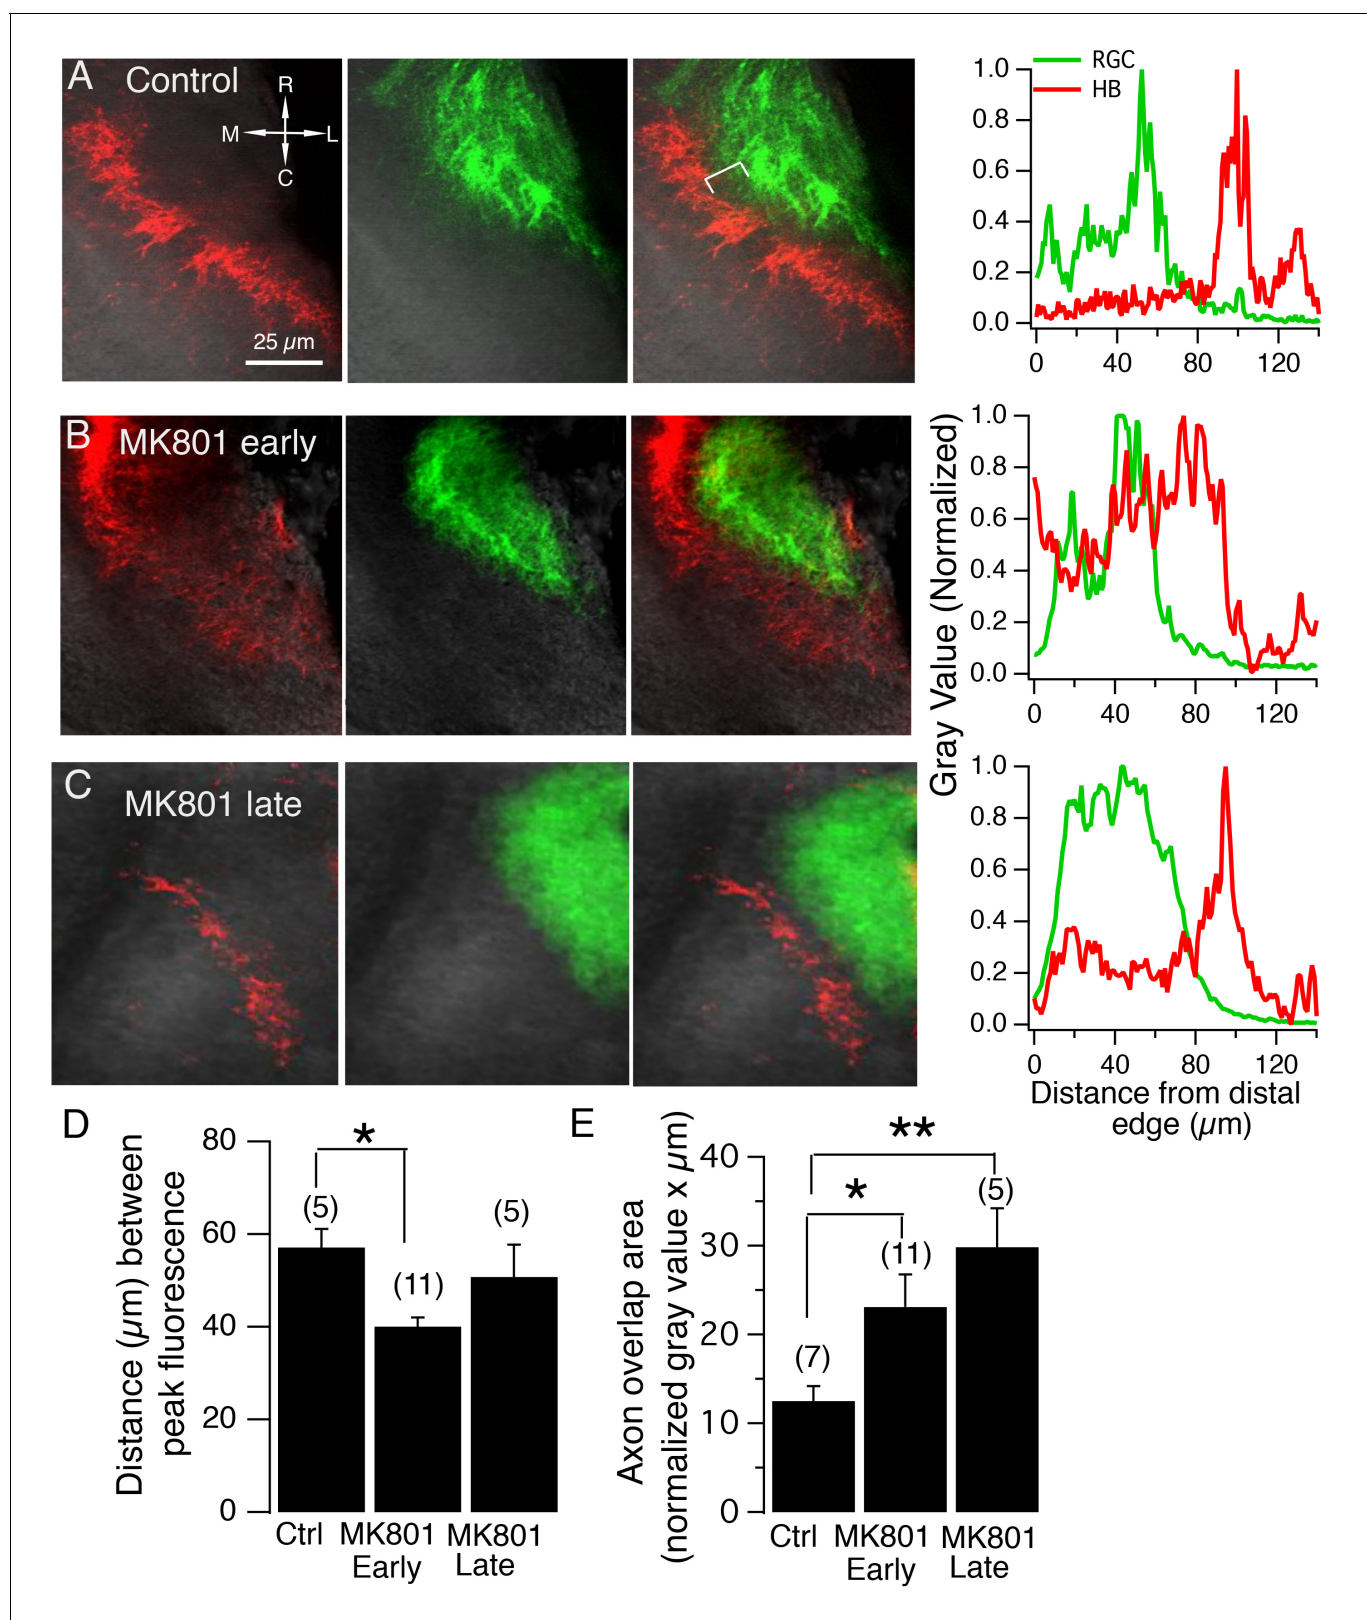 A
Control
R
M
L
C
25 µm
RGC
HB
1.0
0.8
0.6
0.4
0.2
0.0
0
40
80
120
B
MK801 early
1.0
0.8
0.6
0.4
0.2
0.0
0
40
80
120
Gray Value (Normalized)
C
MK801 late
1.0
0.8
0.6
0.4
0.2
0.0
0
40
80
120
Distance from distal
edge (µm)
D
Distance (µm) between
peak fluorescence
80
60
40
20
0
*
(5)
(11)
(5)
Ctrl
MK801
Early
MK801
Late
E
Axon overlap area
(normalized gray value x µm)
40
30
20
10
0
**
*
(7)
(11)
(5)
Ctrl
MK801
Early
MK801
Late